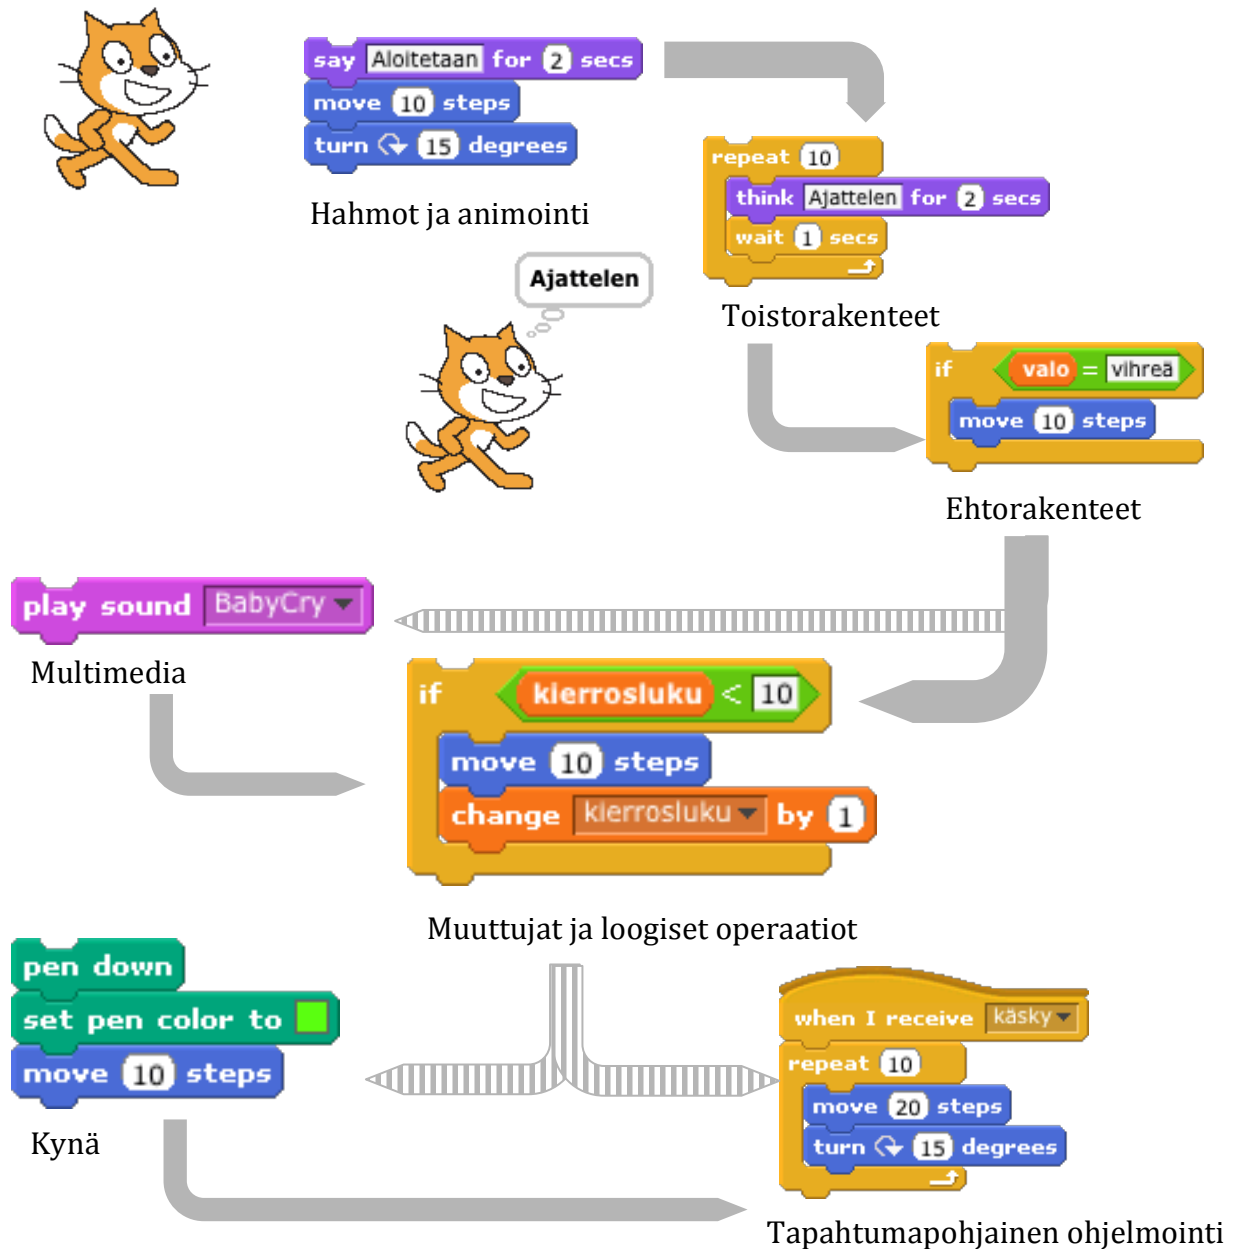 say Aloitetaan for 2 secs
move 10 steps
turn 15 degrees
Hahmot ja animointi
repeat 10
think Ajattelen for 2 secs
wait 1 secs
Toistorakenteet
Ajattelen
if valo = vihreä
move 10 steps
Ehtorakenteet
play sound BabyCry
Multimedia
if kierrosluku < 10
move 10 steps
change kierrosluku by 1
Muuttujat ja loogiset operaatiot
pen down
set pen color to
move 10 steps
Kynä
when I receive käsky
repeat 10
move 20 steps
turn 15 degrees
Tapahtumapohjainen ohjelmointi